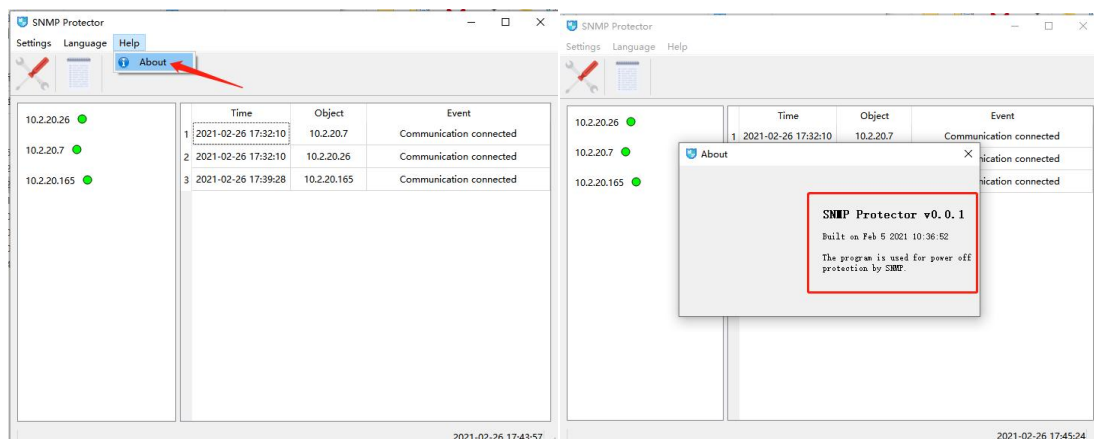 SNMP Protector
Settings Language Help
About
10.2.20.26
10.2.20.7
10.2.20.165
Time Object Event
1 2021-02-26 17:32:10 10.2.20.7 Communication connected
2 2021-02-26 17:32:10 10.2.20.26 Communication connected
3 2021-02-26 17:39:28 10.2.20.165 Communication connected
2021-02-26 17:43:57
SNMP Protector
Settings Language Help
10.2.20.26
10.2.20.7
10.2.20.165
Time Object Event
1 2021-02-26 17:32:10 10.2.20.7 Communication connected
nication connected
nication connected
About
SNMP Protector v0.0.1
Built on Feb 5 2021 10:36:52
The program is used for power off
protection by SNMP.
2021-02-26 17:45:24